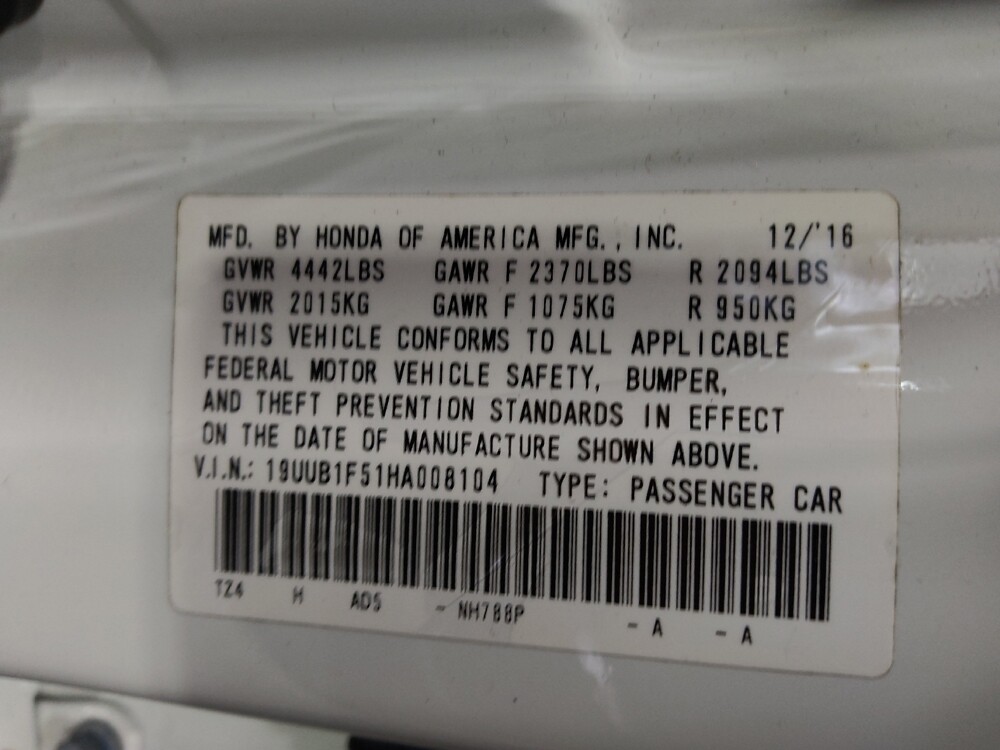 MFD. BY HONDA OF AMERICA MFG., INC. 12/'16
GVWR 4442LBS GAWR F 2370LBS R 2094LBS
GVWR 2015KG GAWR F 1075KG R 950KG
THIS VEHICLE CONFORMS TO ALL APPLICABLE
FEDERAL MOTOR VEHICLE SAFETY, BUMPER,
AND THEFT PREVENTION STANDARDS IN EFFECT
ON THE DATE OF MANUFACTURE SHOWN ABOVE.
V.I.N.: 19UUB1F51HA008104 TYPE: PASSENGER CAR
TZ4 H AD5 - NH788P - A - A